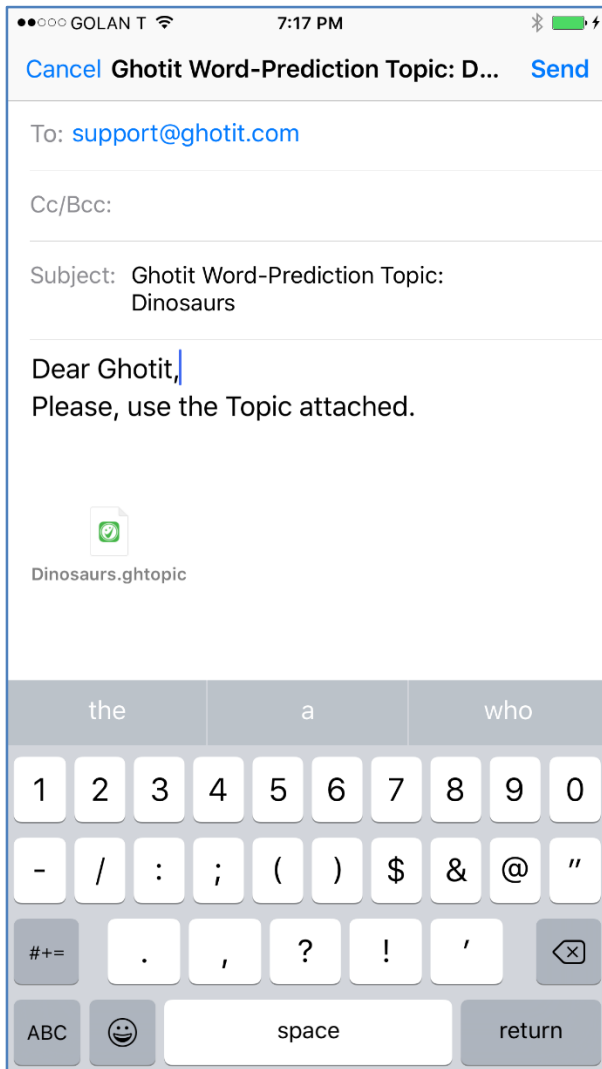 GOLAN T 7:17 PM
Cancel Ghotit Word-Prediction Topic: D... Send
To: support@ghotit.com
Cc/Bcc:
Subject: Ghotit Word-Prediction Topic:
Dinosaurs
Dear Ghotit,
Please, use the Topic attached.
Dinosaurs.ghtopic
the a who
1 2 3 4 5 6 7 8 9 0
- / : ; ( ) $ & @ "
#+= . , ? ! '
ABC space return